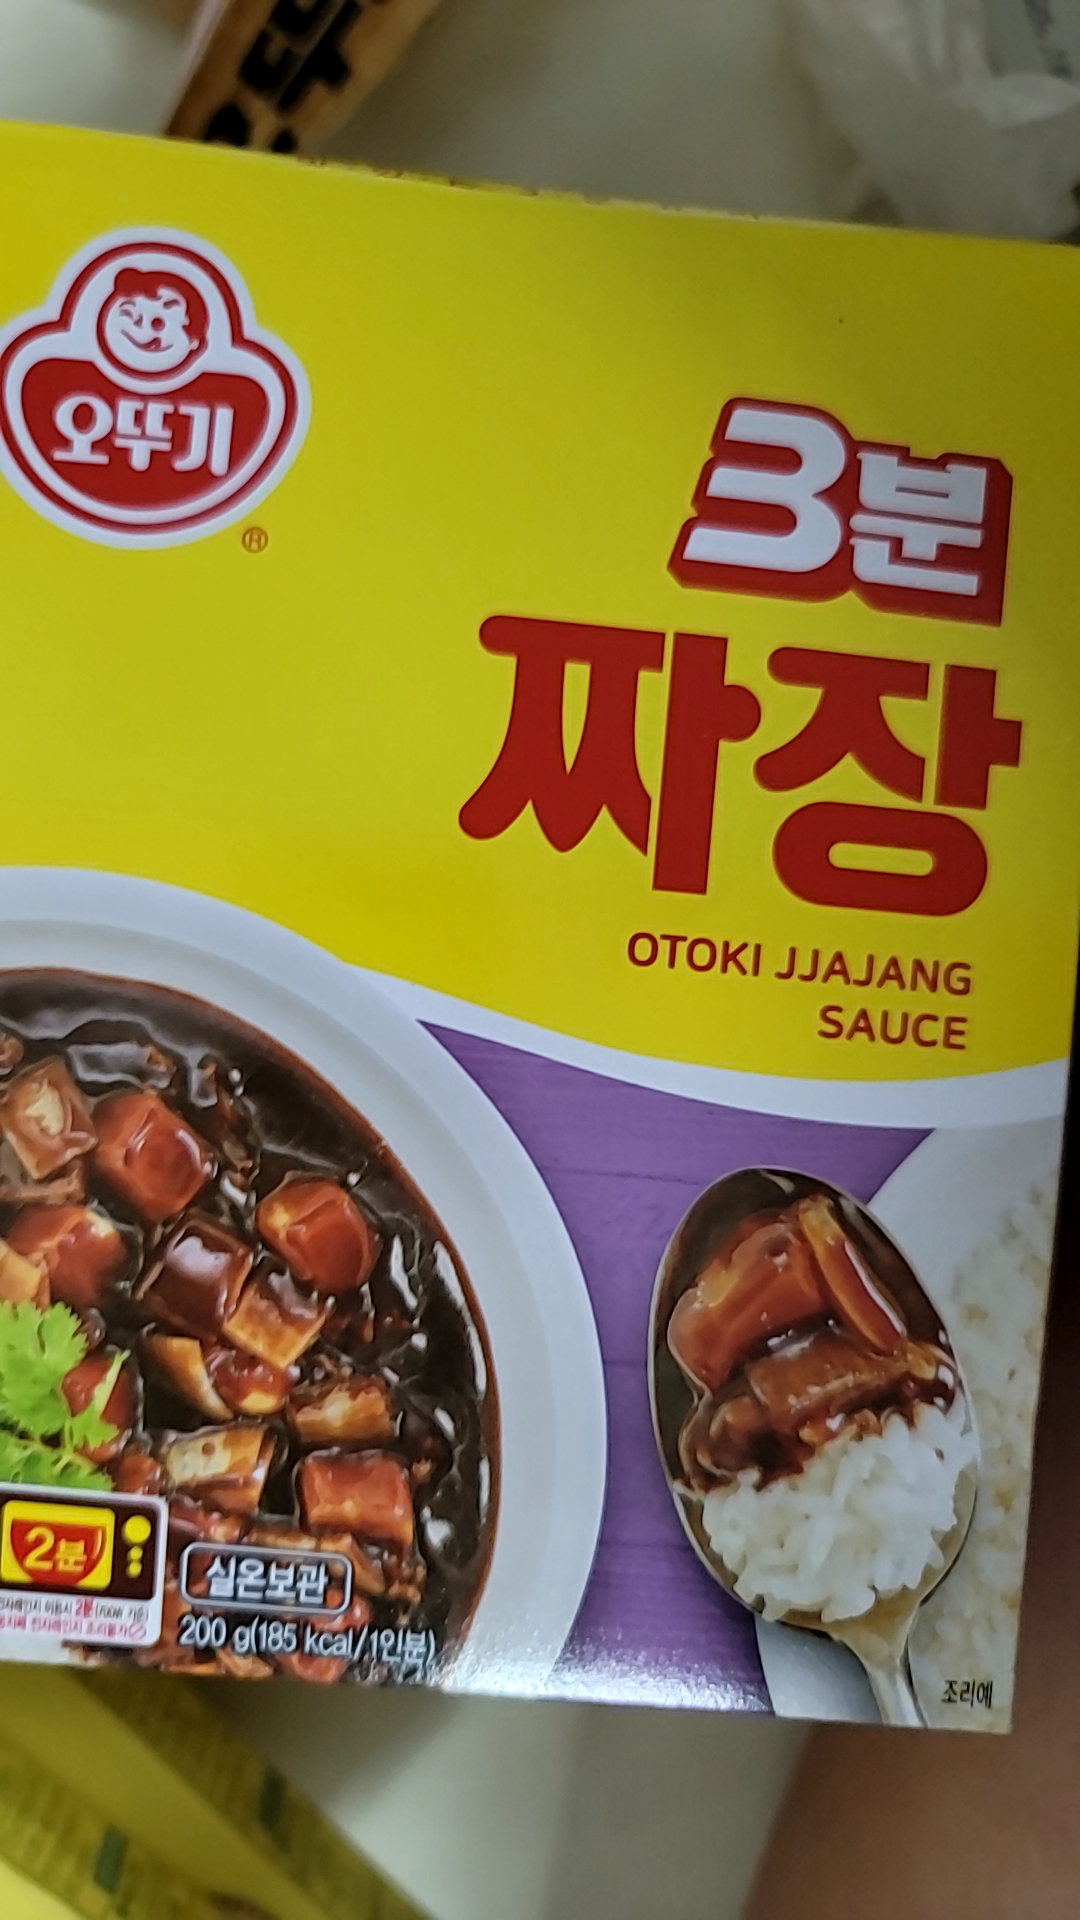 오뚜기
®
3분
짜장
OTOKI JJAJANG
SAUCE
2분
실온보관
200 g(185 kcal/1인분)
조리예